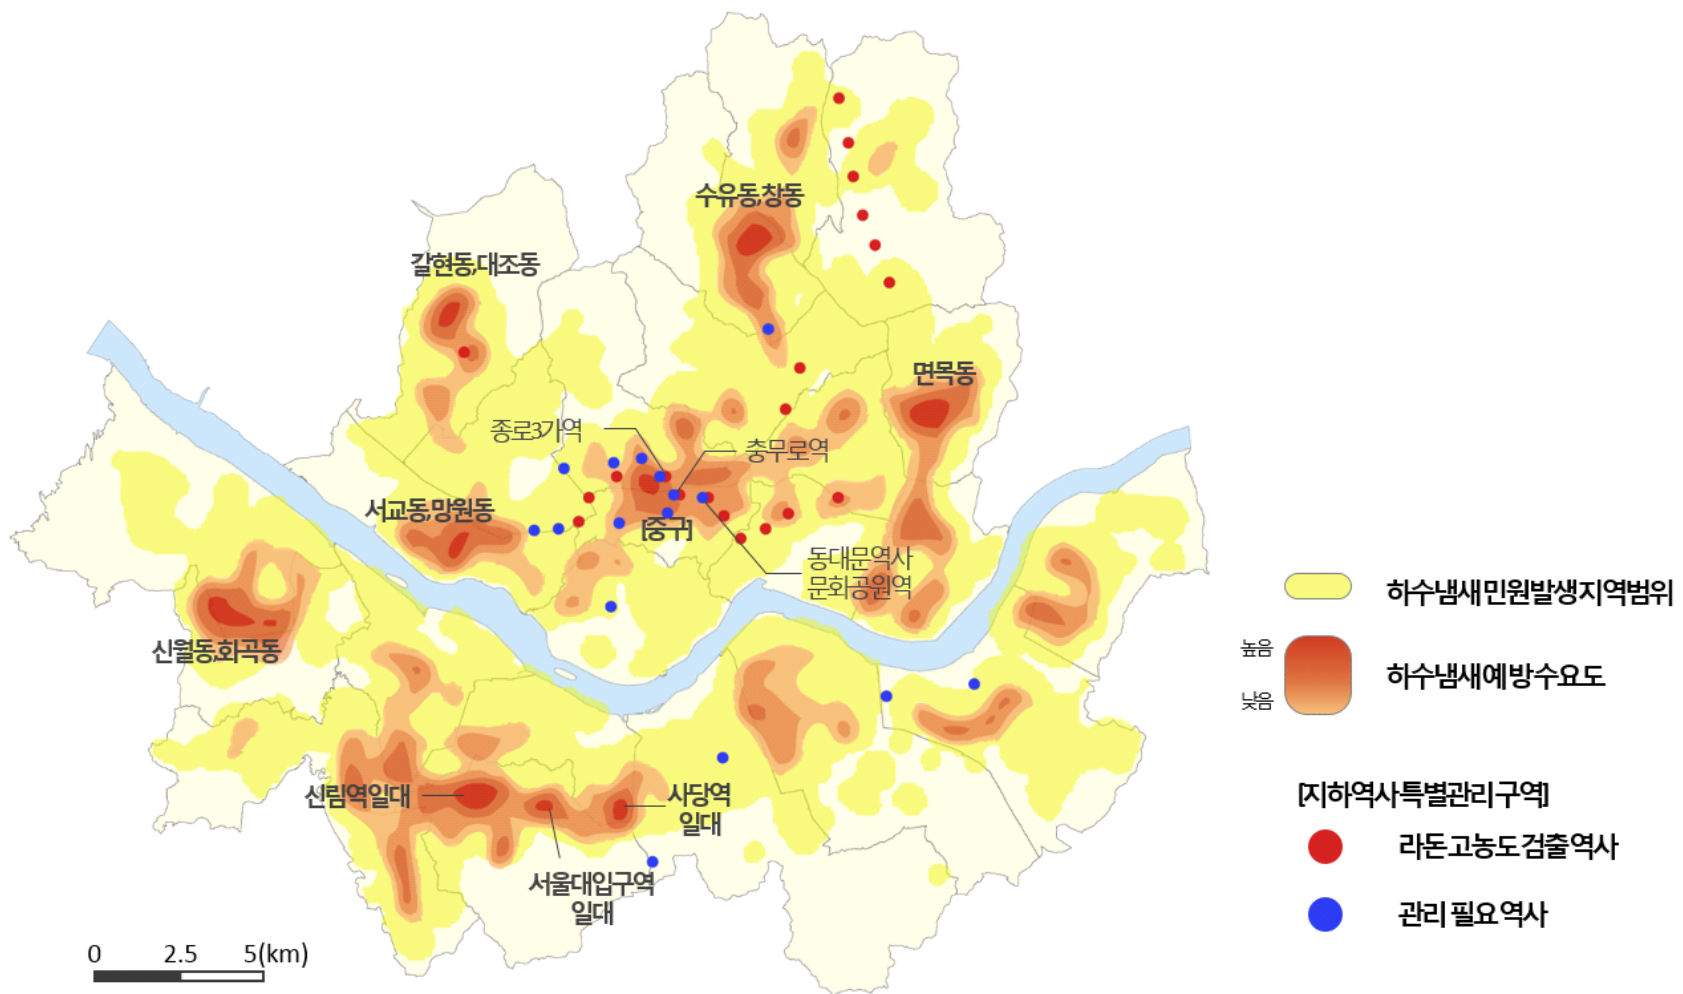 수유동,창동
갈현동,대조동
면목동
종로3가역
충무로역
서교동,망원동
[중구]
동대문역사
문화공원역
신월동,화곡동
신림역일대
사당역
일대
서울대입구역
일대
0 2.5 5(km)
하수냄새민원발생지역범위
높음
하수냄새예방수요도
낮음
[지하역사특별관리구역]
라돈고농도검출역사
관리 필요역사